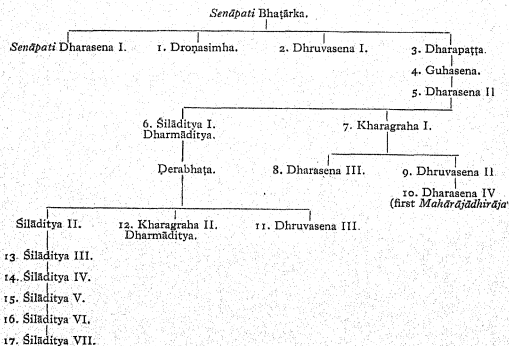 Senāpati Bhaṭārka.
Senāpati Dharasena I. 1. Droṇasimha. 2. Dhruvasena I. 3. Dharapaṭṭa.
4. Guhasena.
5. Dharasena II
6. Śilāditya I. 7. Kharagraha I.
Dharmāditya.
Ḍerabhaṭa. 8. Dharasena III. 9. Dhruvasena II
10. Dharasena IV
(first Mahārājādhirāja
Śilāditya II. 12. Kharagraha II. 11. Dhruvasena III.
Dharmāditya.
13. Śilāditya III.
14. Śilāditya IV.
15. Śilāditya V.
16. Śilāditya VI.
17. Śilāditya VII.